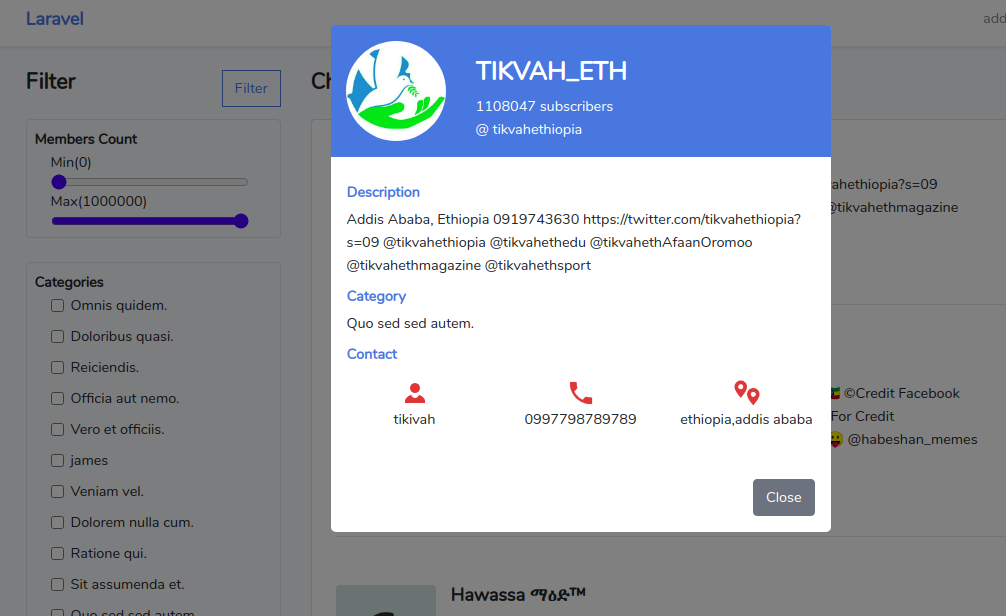 Laravel
add
Filter
Filter
Members Count
Min(0)
Max(1000000)
Categories
Omnis quidem.
Doloribus quasi.
Reiciendis.
Officia aut nemo.
Vero et officiis.
james
Veniam vel.
Dolorem nulla cum.
Ratione qui.
Sit assumenda et.
Quo sed sed autem.
Ch
TIKVAH_ETH
1108047 subscribers
@ tikvahethiopia
Description
Addis Ababa, Ethiopia 0919743630 https://twitter.com/tikvahethiopia?
s=09 @tikvahethiopia @tikvahethedu @tikvahethAfaanOromoo
@tikvahethmagazine @tikvahethsport
Category
Quo sed sed autem.
Contact
tikivah
0997798789789
ethiopia,addis ababa
Close
vahethiopia?s=09
@tikvahethmagazine
©Credit Facebook
For Credit
@habeshan_memes
Hawassa ማዕድ™